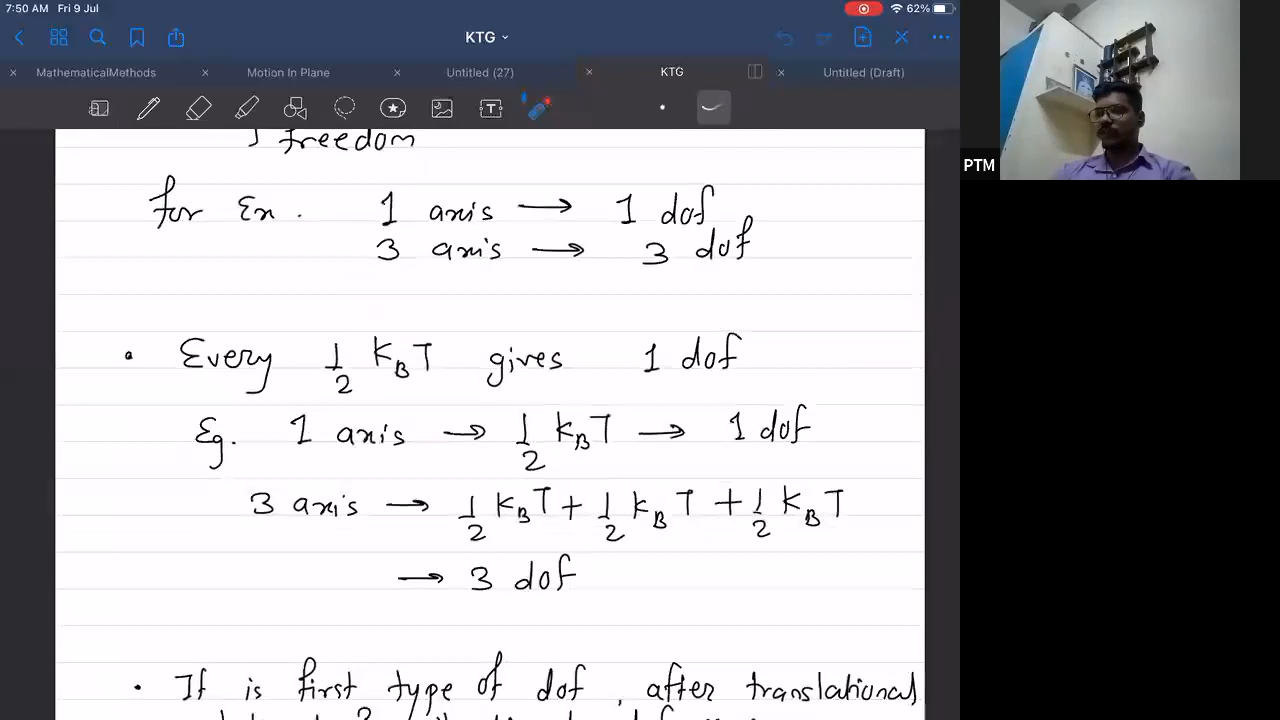 7:50 AM Fri 9 Jul
62%
KTG
MathematicalMethods
Motion In Plane
Untitled (27)
KTG
Untitled (Draft)
PTM
freedom
for Ex. 1 axis → 1 dof
3 axis → 3 dof
• Every 1/2 KBT gives 1 dof
Eg. 1 axis → 1/2 KBT → 1 dof
3 axis → 1/2 KBT + 1/2 KBT + 1/2 KBT
→ 3 dof
• If is first type of dof, after translational